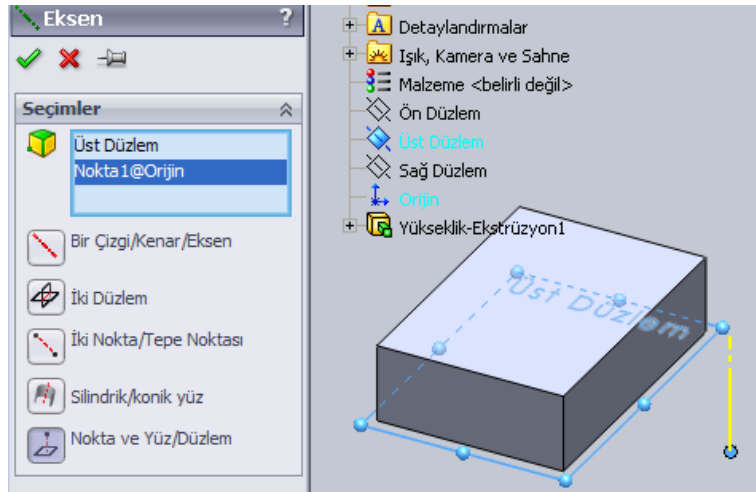 Eksen ?
Seçimler
Üst Düzlem
Nokta1@Orijin
Bir Çizgi/Kenar/Eksen
İki Düzlem
İki Nokta/Tepe Noktası
Silindrik/konik yüz
Nokta ve Yüz/Düzlem
A Detaylandırmalar
Işık, Kamera ve Sahne
Malzeme <belirli değil>
Ön Düzlem
Üst Düzlem
Sağ Düzlem
Orijin
Yükseklik-Ekstrüzyon1
Üst Düzlem